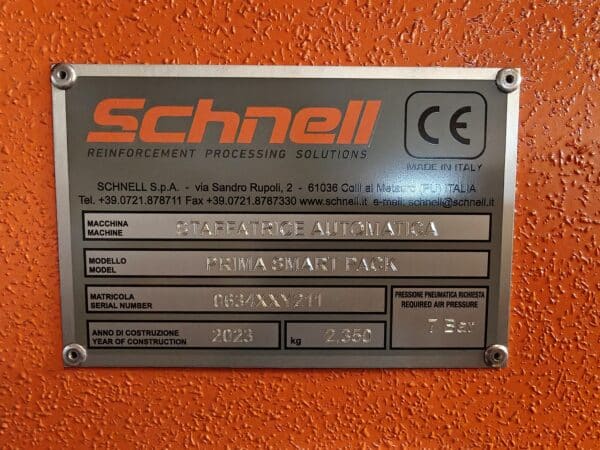 Schnell
REINFORCEMENT PROCESSING SOLUTIONS
CE
MADE IN ITALY
SCHNELL S.p.A. - via Sandro Rupoli, 2 - 61036 Colli al Metauro (PU) ITALIA
Tel. +39.0721.878711 Fax +39.0721.8767330 www.schnell.it e-mail: schnell@schnell.it
MACCHINA
MACHINE
STAFFATRICE AUTOMATICA
MODELLO
MODEL
PRIMA SMART PACK
MATRICOLA
SERIAL NUMBER
0634XXY211
PRESSIONE PNEUMATICA RICHIESTA
REQUIRED AIR PRESSURE
7 Bar
ANNO DI COSTRUZIONE
YEAR OF CONSTRUCTION
2023
kg
2,350